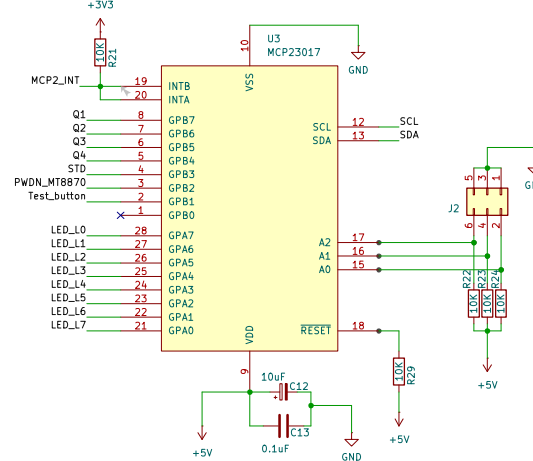 +3V3
10K
R21
U3
MCP23017
10
VSS
GND
MCP2_INT
19 INTB
20 INTA
Q1 8 GPB7
Q2 7 GPB6
Q3 6 GPB5
Q4 5 GPB4
STD 4 GPB3
PWDN_MT8870 3 GPB2
Test_button 2 GPB1
1 GPB0
LED_L0 28 GPA7
LED_L1 27 GPA6
LED_L2 26 GPA5
LED_L3 25 GPA4
LED_L4 24 GPA3
LED_L5 23 GPA2
LED_L6 22 GPA1
LED_L7 21 GPA0
SCL 12 SCL
SDA 13 SDA
A2 17
A1 16
A0 15
RESET 18
5 3 1
J2
6 4 2
R22 R23 R24
10K 10K 10K
+5V
10K
R29
+5V
VDD
9
10uF
+
C12
C13
0.1uF
+5V
GND